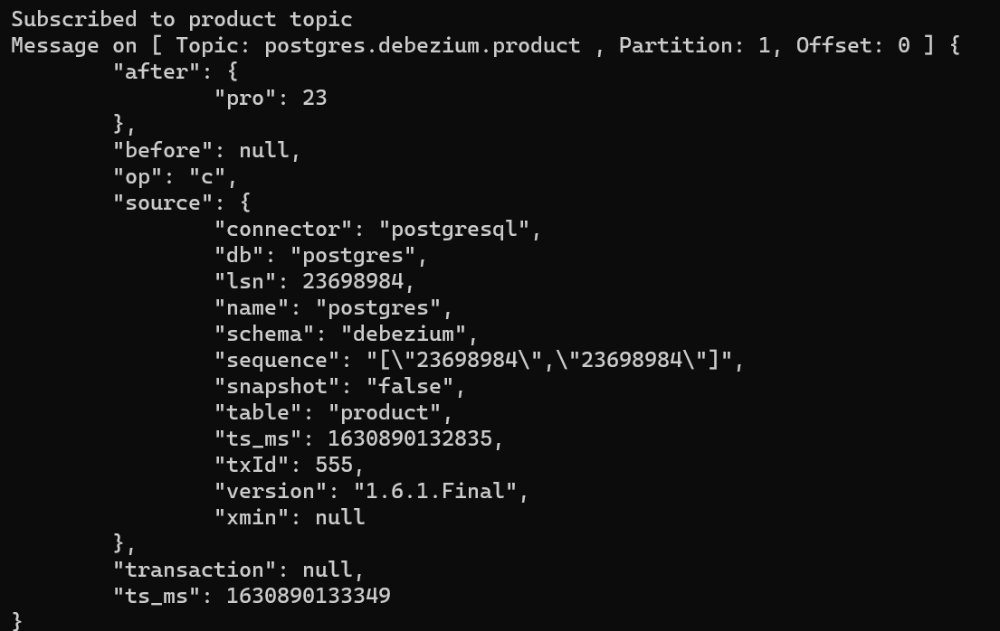 Subscribed to product topic
Message on [ Topic: postgres.debezium.product , Partition: 1, Offset: 0 ] {
        "after": {
                "pro": 23
        },
        "before": null,
        "op": "c",
        "source": {
                "connector": "postgresql",
                "db": "postgres",
                "lsn": 23698984,
                "name": "postgres",
                "schema": "debezium",
                "sequence": "[\"23698984\",\"23698984\"]",
                "snapshot": "false",
                "table": "product",
                "ts_ms": 1630890132835,
                "txId": 555,
                "version": "1.6.1.Final",
                "xmin": null
        },
        "transaction": null,
        "ts_ms": 1630890133349
}